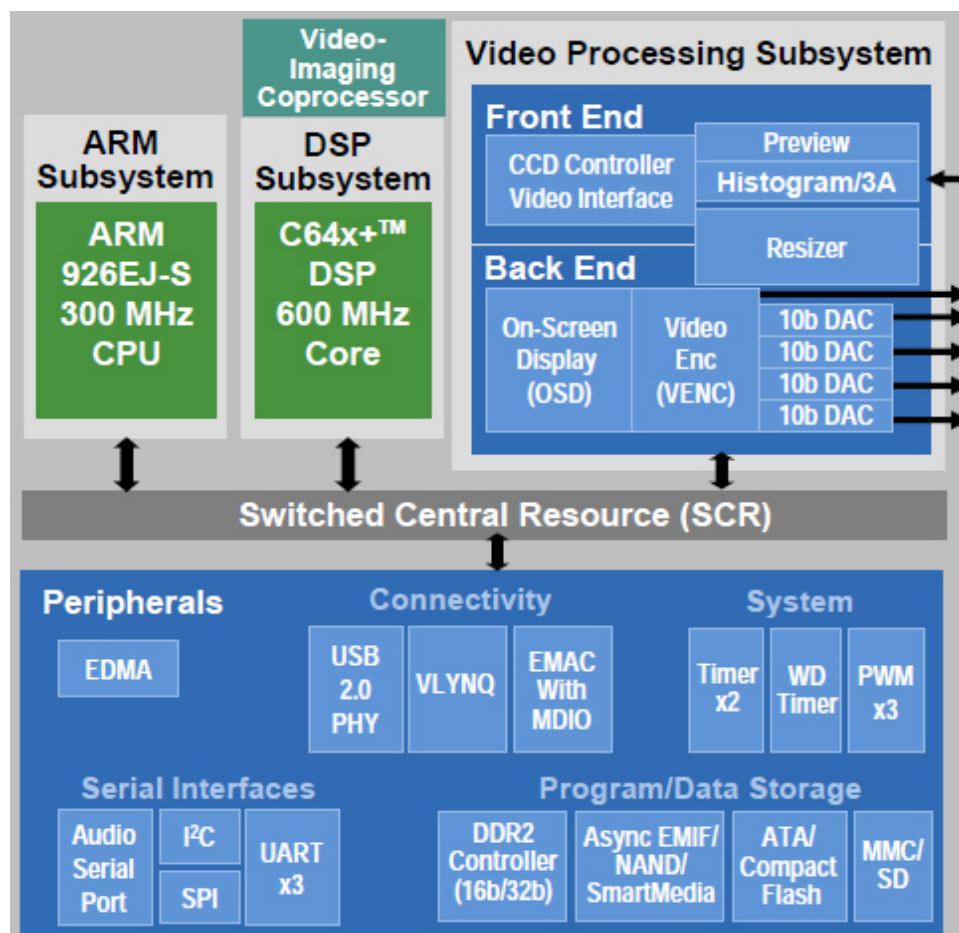 Video-
Imaging
Coprocessor
Video Processing Subsystem
ARM
Subsystem
DSP
Subsystem
ARM
926EJ-S
300 MHz
CPU
C64x+™
DSP
600 MHz
Core
Front End
CCD Controller
Video Interface
Preview
Histogram/3A
Resizer
Back End
On-Screen
Display
(OSD)
Video
Enc
(VENC)
10b DAC
10b DAC
10b DAC
10b DAC
Switched Central Resource (SCR)
Peripherals
EDMA
Connectivity
USB
2.0
PHY
VLYNQ
EMAC
With
MDIO
System
Timer
x2
WD
Timer
PWM
x3
Serial Interfaces
Audio
Serial
Port
I²C
SPI
UART
x3
Program/Data Storage
DDR2
Controller
(16b/32b)
Async EMIF/
NAND/
SmartMedia
ATA/
Compact
Flash
MMC/
SD